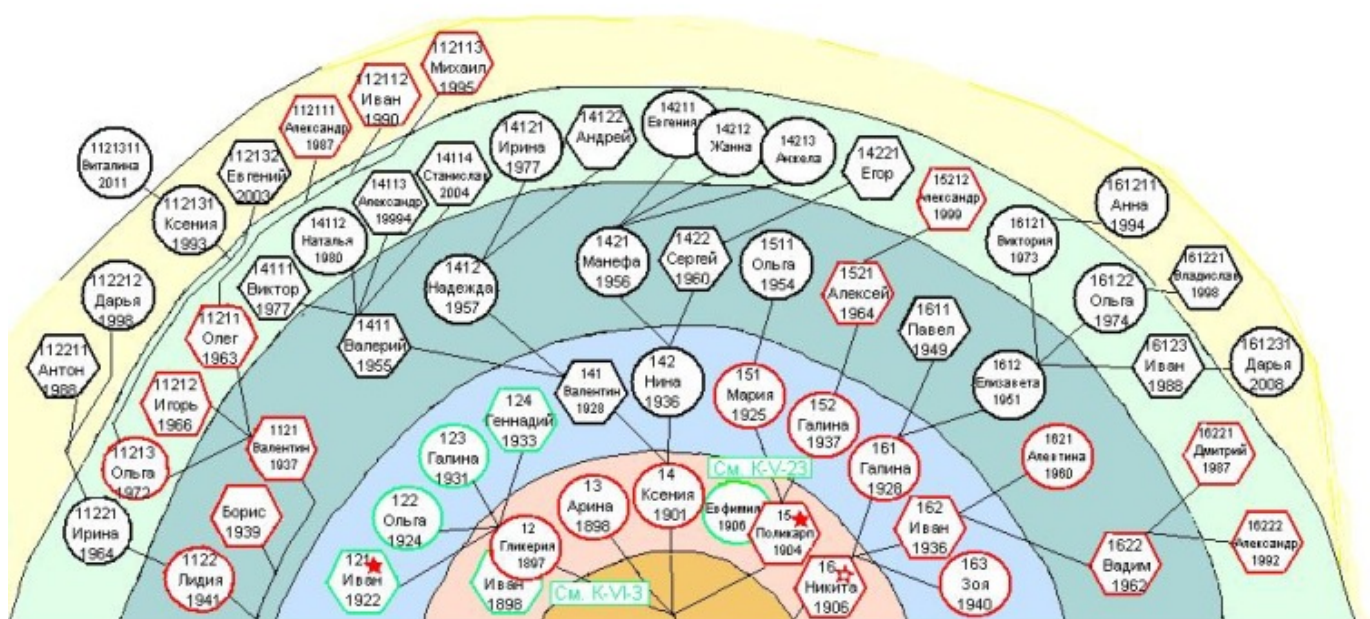 112113
Михаил
1995
112112
Иван
1990
112111
Александр
1987
1121311
Виталина
2011
112132
Евгений
2003
112131
Ксения
1993
14121
Ирина
1977
14122
Андрей
14211
Евгения
14212
Жанна
14213
Анжела
14221
Егор
14114
Станислав
2004
14113
Александр
19994
14112
Наталья
1980
14111
Виктор
1977
15212
Александр
1999
161211
Анна
1994
16121
Виктория
1973
161221
Владислав
1998
16122
Ольга
1974
16123
Иван
1988
161231
Дарья
2008
112212
Дарья
1998
112211
Антон
1988
11211
Олег
1963
11212
Игорь
1966
11213
Ольга
1972
11221
Ирина
1964
1411
Валерий
1955
1412
Надежда
1957
1421
Манефа
1956
1422
Сергей
1960
1511
Ольга
1954
1521
Алексей
1964
1611
Павел
1949
1612
Елизавета
1951
1121
Валентин
1937
Борис
1939
1122
Лидия
1941
141
Валентин
1928
142
Нина
1936
151
Мария
1925
152
Галина
1937
161
Галина
1928
1621
Алевтина
1960
16221
Дмитрий
1987
16222
Александр
1992
1622
Вадим
1962
162
Иван
1936
163
Зоя
1940
124
Геннадий
1933
123
Галина
1931
122
Ольга
1924
121
Иван
1922
12
Гликерия
1897
Иван
1898
См. К-VI-3
13
Арина
1898
14
Ксения
1901
См. К-V-23
Евфимия
1906
15
Поликарп
1904
16
Никита
1906